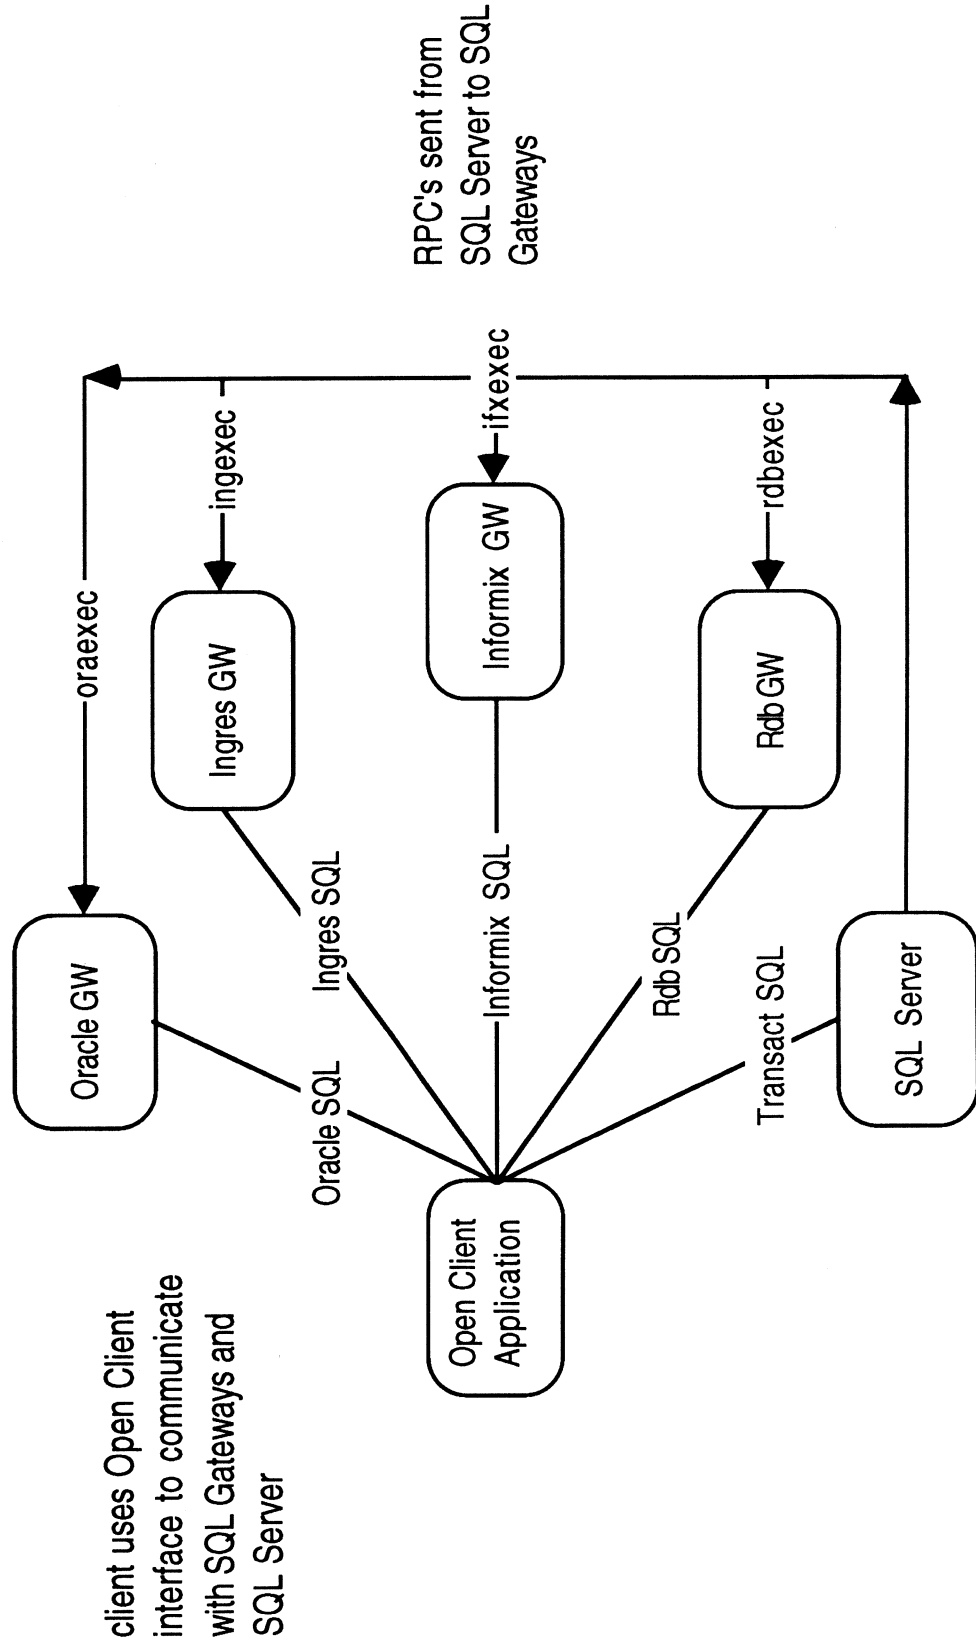 client uses Open Client
interface to communicate
with SQL Gateways and
SQL Server
Oracle GW
oraexec
Ingres GW
ingexec
Oracle SQL
Ingres SQL
Open Client
Application
Informix SQL
Informix GW
ifxexec
RPC's sent from
SQL Server to SQL
Gateways
Rdb SQL
Rdb GW
rdbexec
Transact SQL
SQL Server